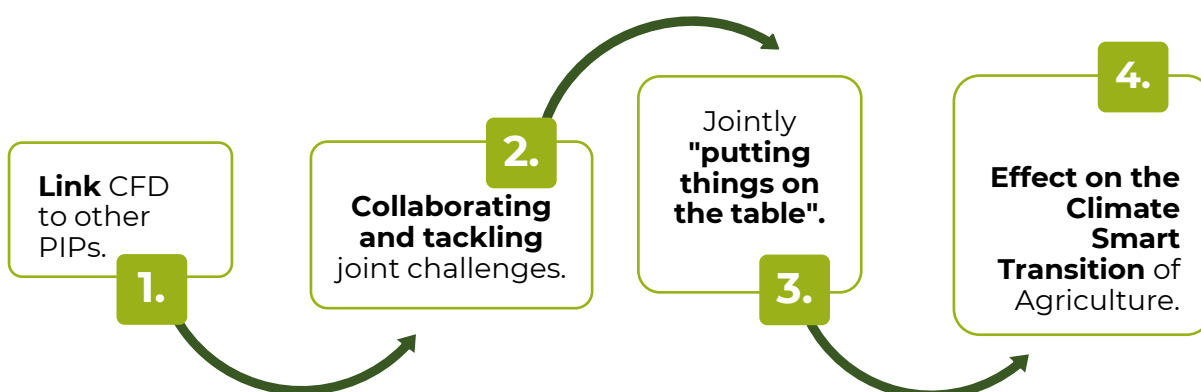 Link CFD
to other
PIPs.
1.
2.
Collaborating
and tackling
joint challenges.
Jointly
"putting
things on
the table".
3.
4.
Effect on the
Climate
Smart
Transition of
Agriculture.